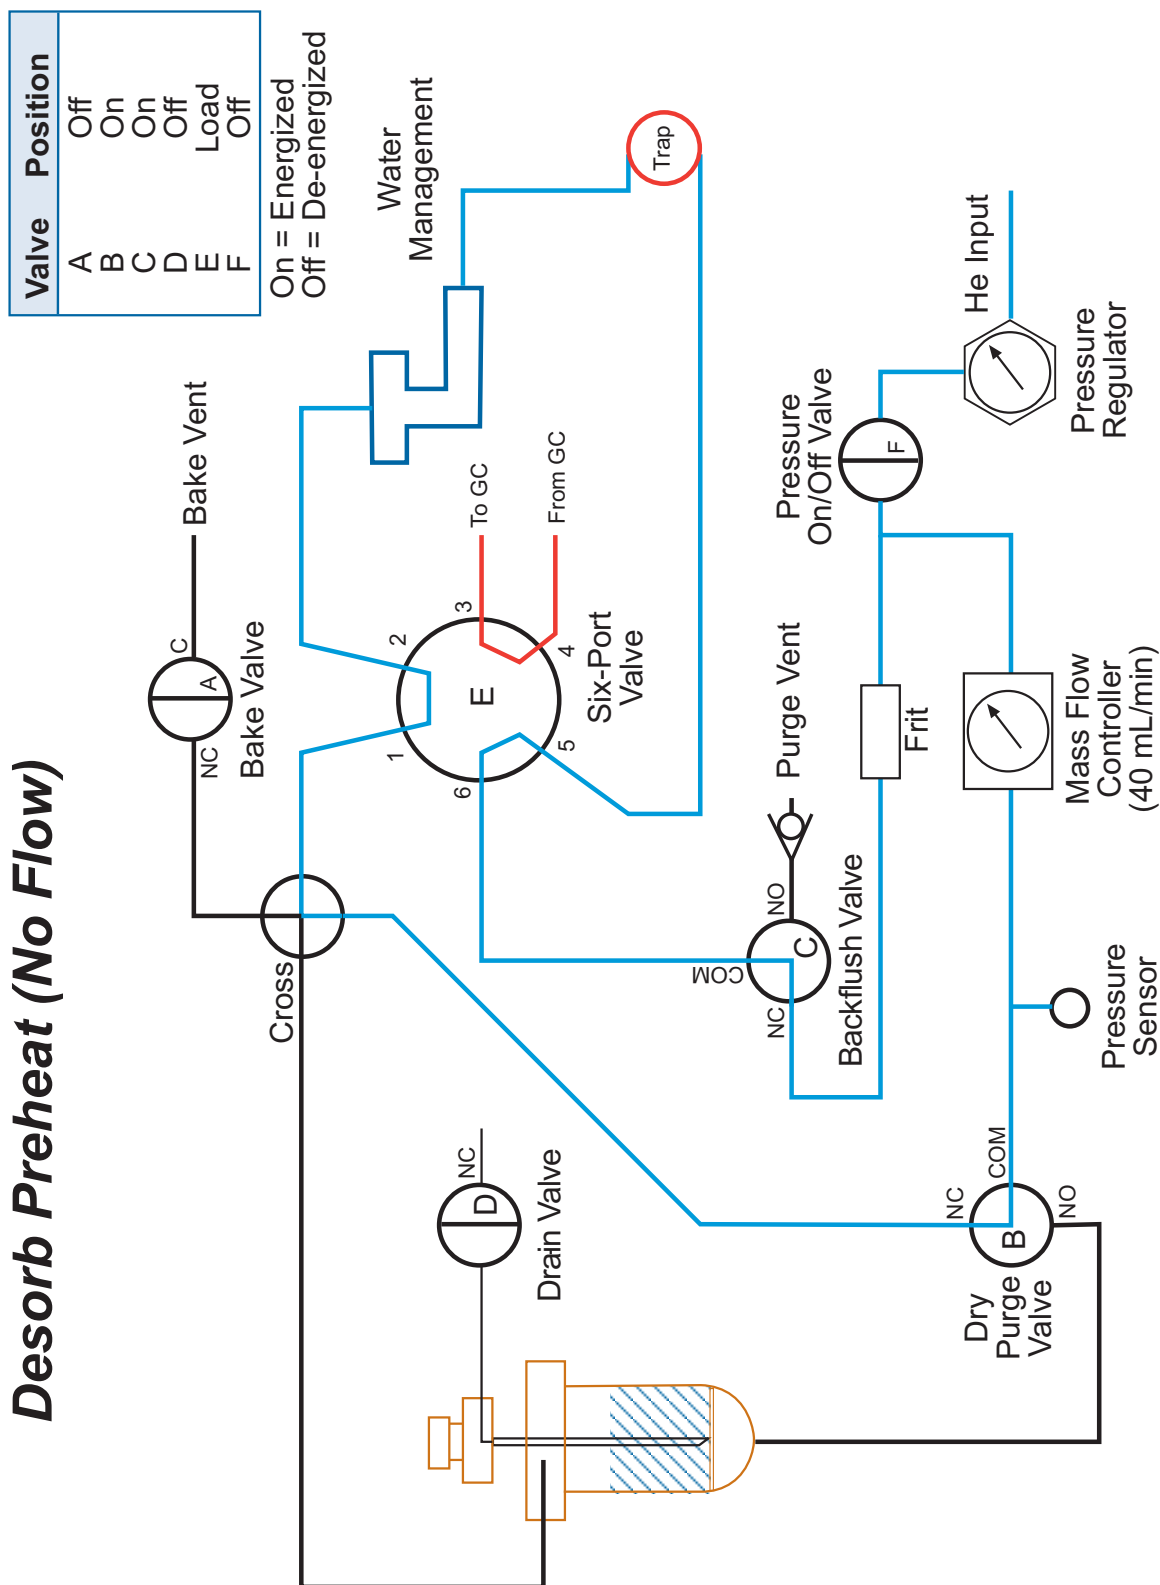 Desorb Preheat (No Flow)
Valve Position
A Off
B On
C On
D Off
E Load
F Off
On = Energized
Off = De-energized
Bake Vent
C
A
NC
Bake Valve
Water
Management
Cross
1
2
3
4
5
6
E
Six-Port
Valve
To GC
From GC
Trap
NC
D
Drain Valve
COM
NC
NO
C
Backflush Valve
Purge Vent
Frit
Pressure
On/Off Valve
F
He Input
Pressure
Regulator
Mass Flow
Controller
(40 mL/min)
Pressure
Sensor
NC
COM
NO
B
Dry
Purge
Valve